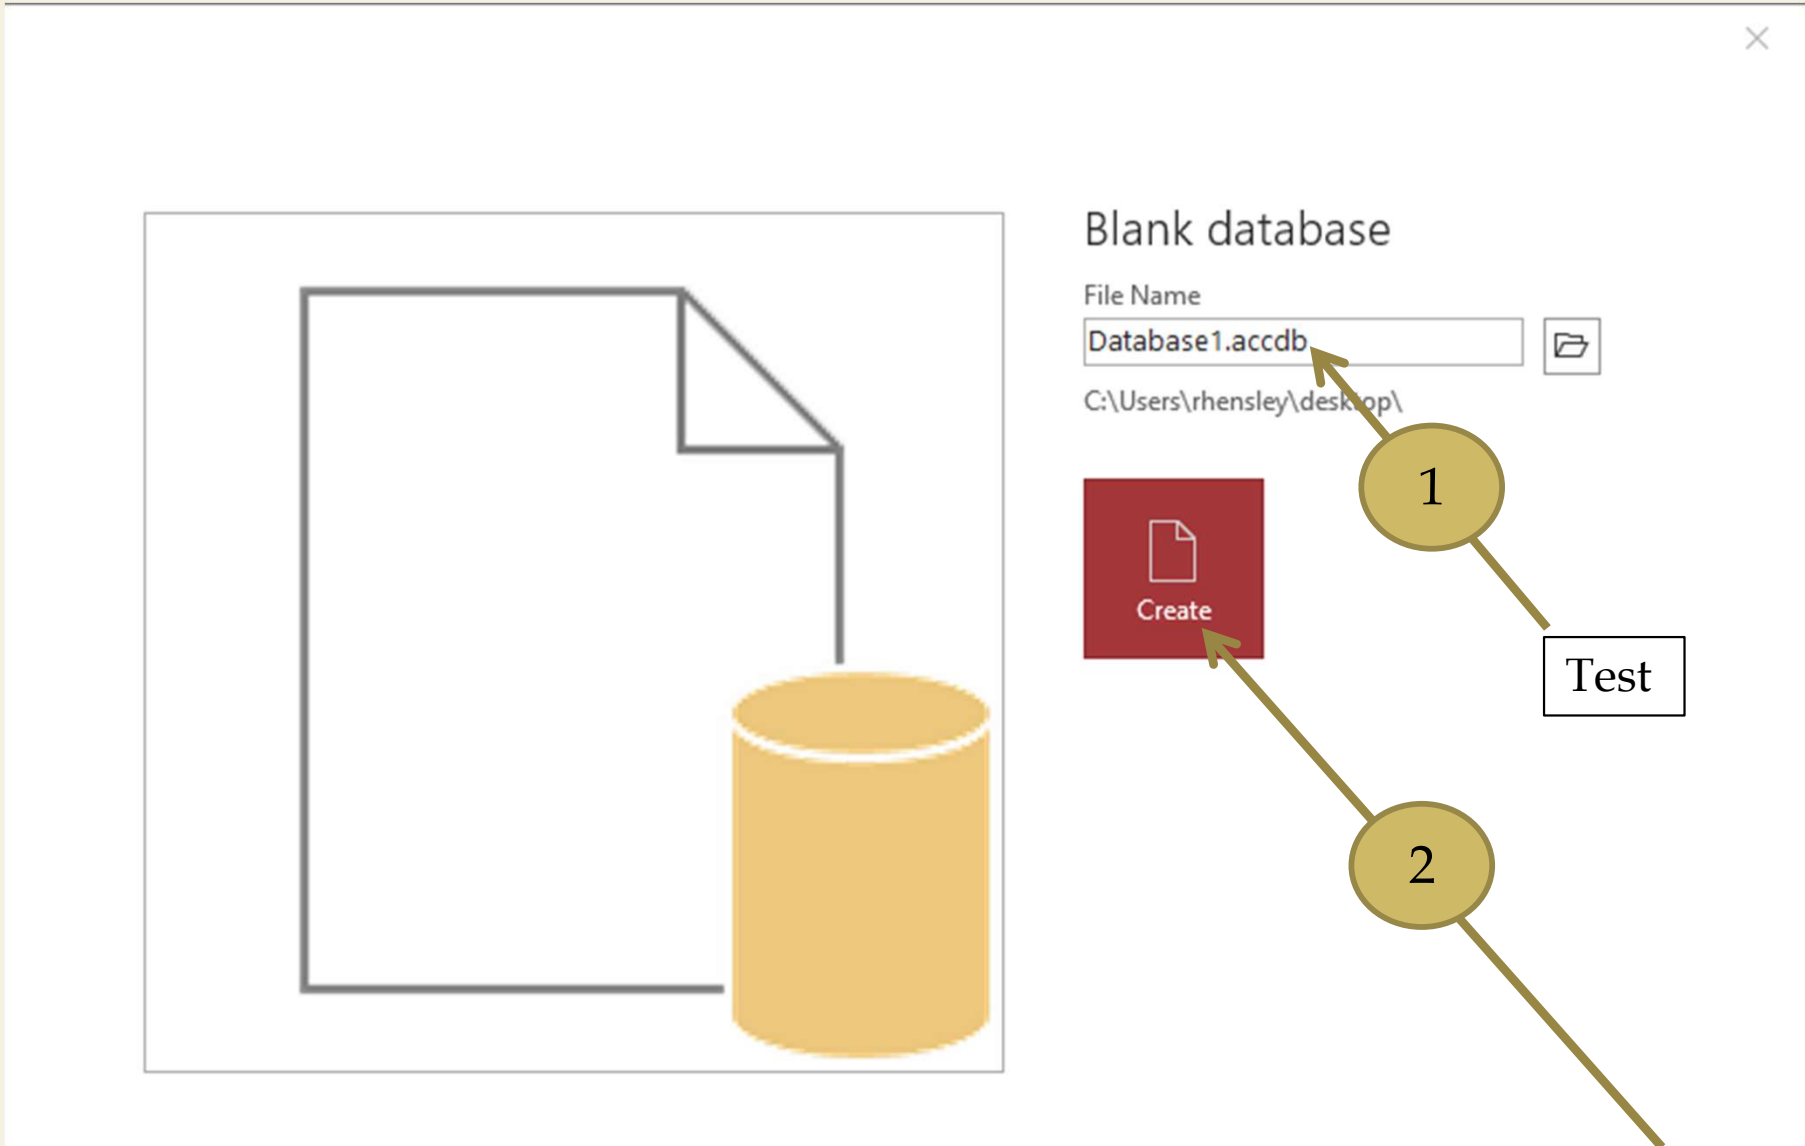 Blank database
File Name
Database1.accdb
C:\Users\rhensley\desktop\
1
Create
Test
2